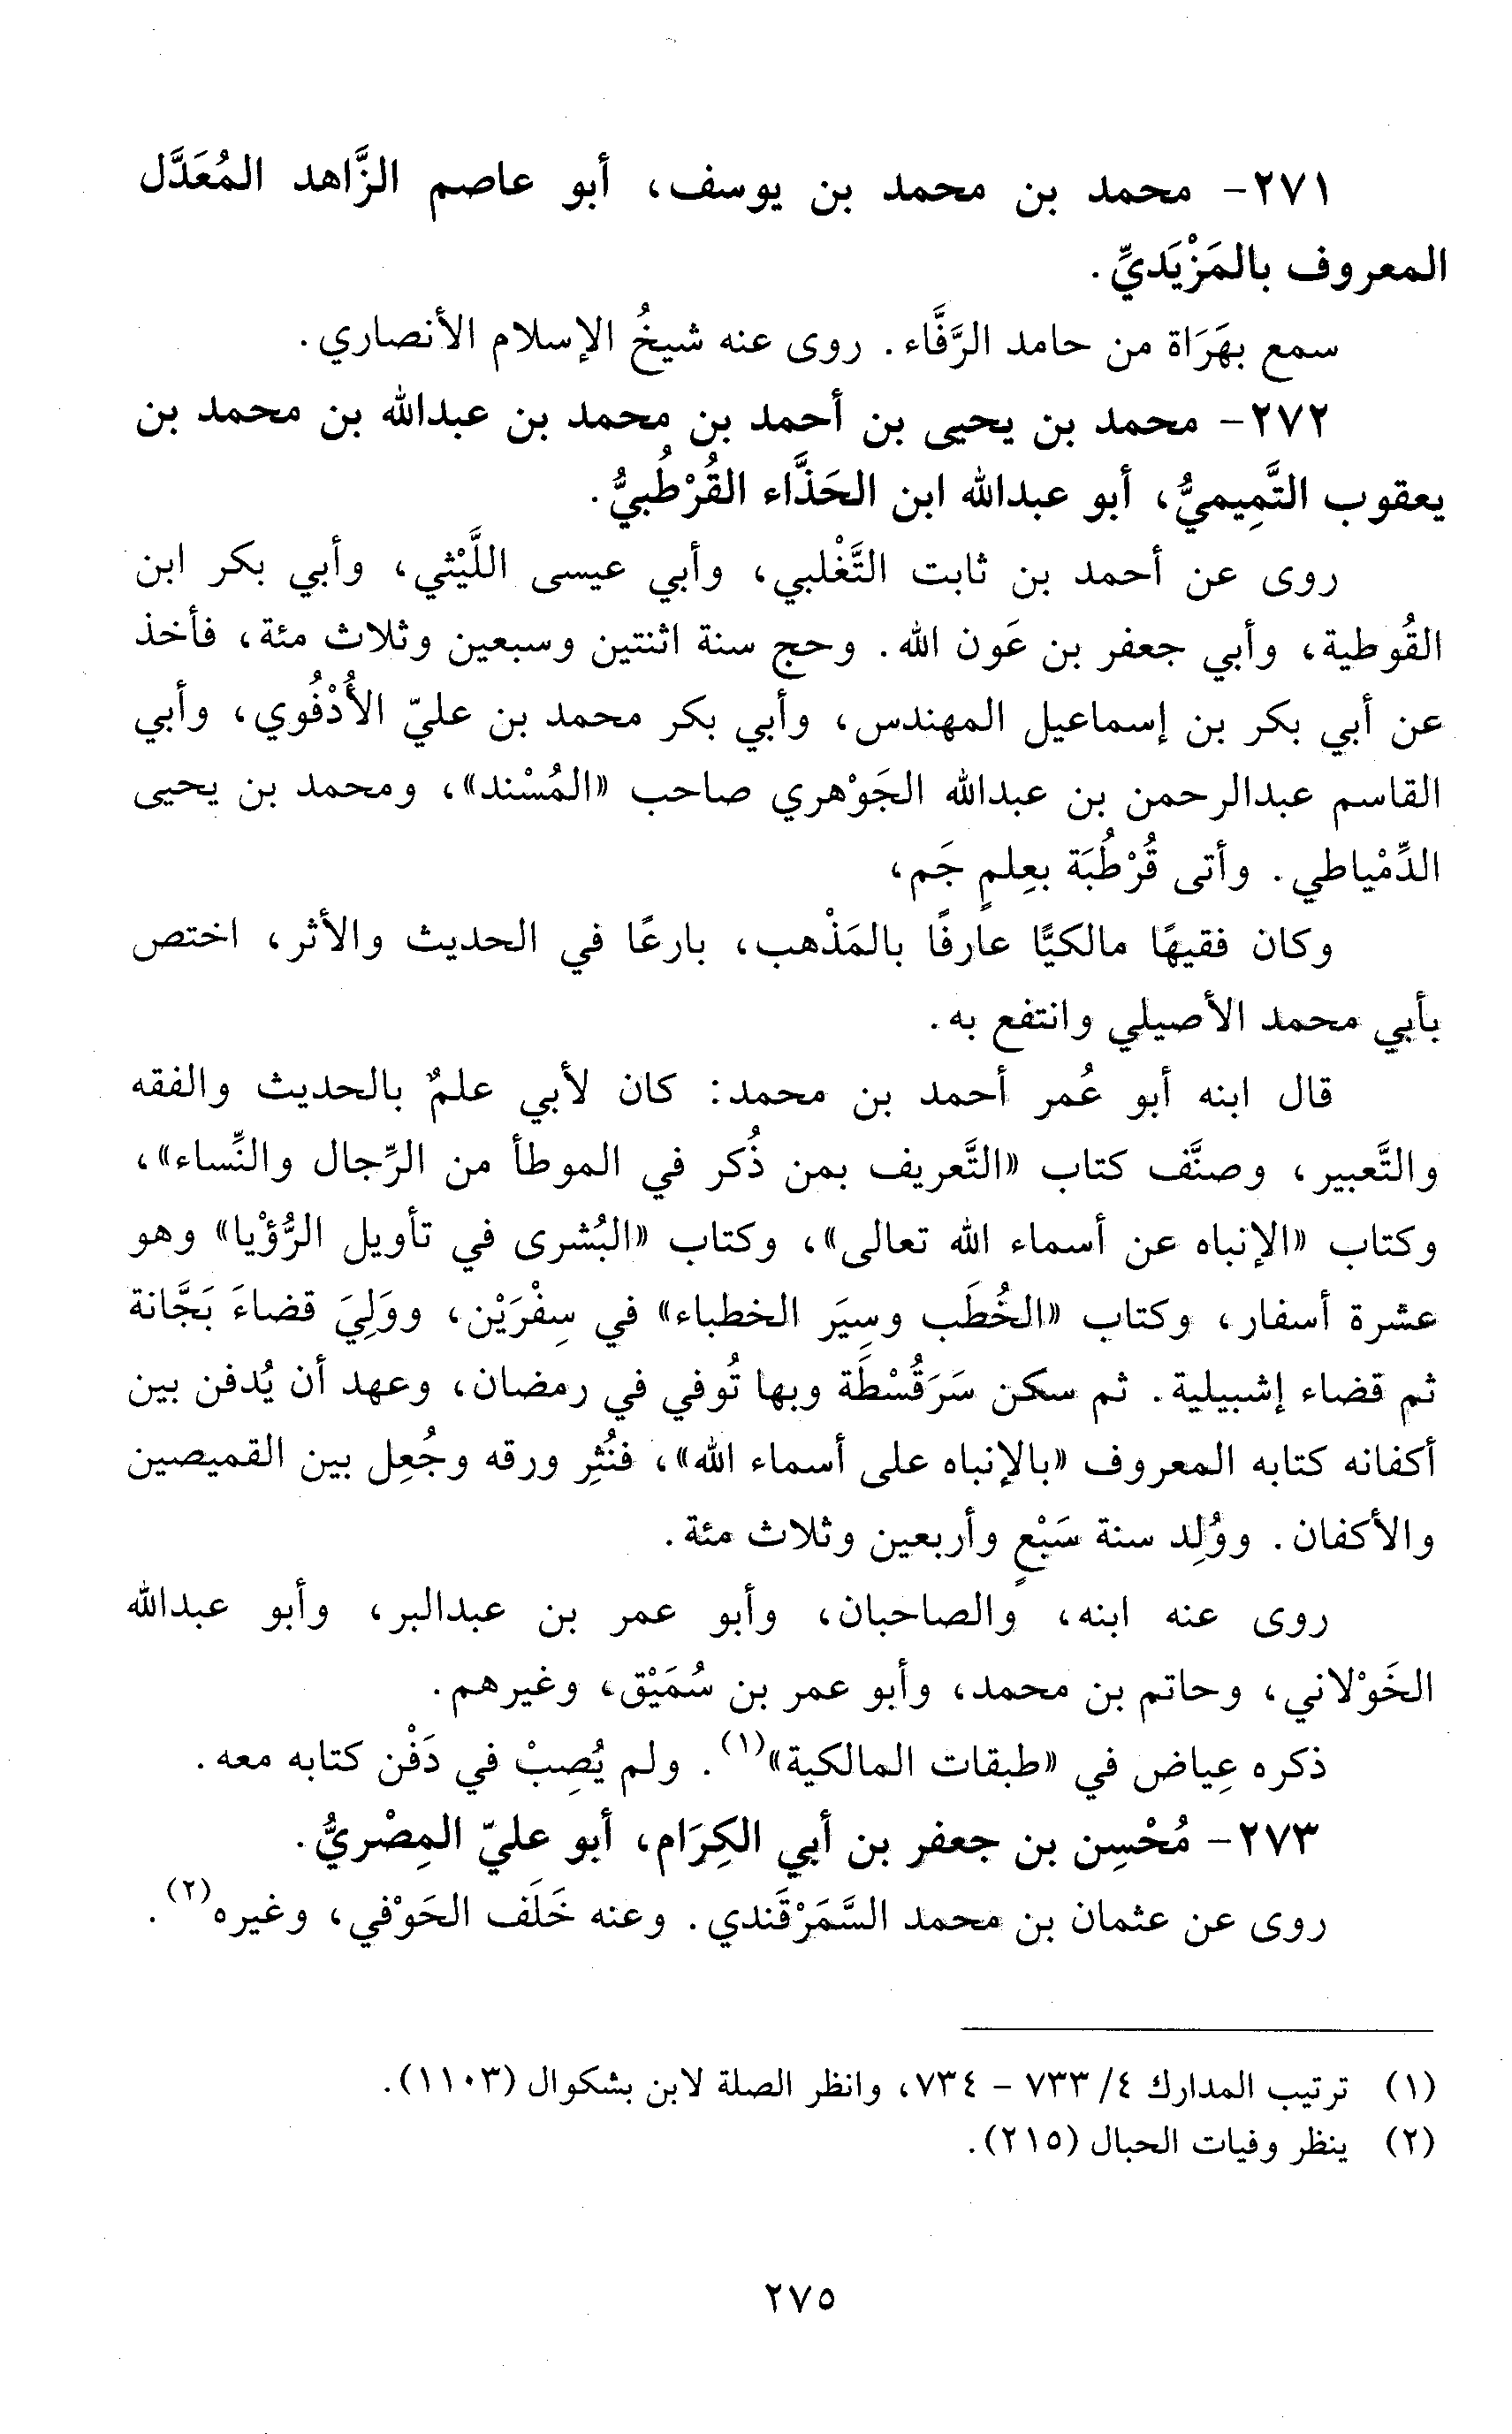 ٢٧١- محمد بن محمد بن يوسف، أبو عاصم الزَّاهد المُعَدَّل
المعروف بالمَزْيَديِّ.
سمع بهَرَاة من حامد الرَّفَّاء. روى عنه شيخُ الإسلام الأنصاري.
٢٧٢- محمد بن يحيى بن أحمد بن محمد بن عبدالله بن محمد بن
يعقوب التَّمِيميُّ، أبو عبدالله ابن الحَذَّاء القُرْطُبيُّ.
روى عن أحمد بن ثابت التَّغْلبي، وأبي عيسى اللَّيْثي، وأبي بكر ابن
القُوطية، وأبي جعفر بن عَون الله. وحج سنة اثنتين وسبعين وثلاث مئة، فأخذ
عن أبي بكر بن إسماعيل المهندس، وأبي بكر محمد بن عليّ الأُدْفُوي، وأبي
القاسم عبدالرحمن بن عبدالله الجَوْهري صاحب «المُسْند»، ومحمد بن يحيى
الدِّمْياطي. وأتى قُرْطُبَة بعِلمٍ جَم،
وكان فقيهًا مالكيًّا عارفًا بالمَذْهب، بارعًا في الحديث والأثر، اختص
بأبي محمد الأصيلي وانتفع به.
قال ابنه أبو عُمر أحمد بن محمد: كان لأبي علمٌ بالحديث والفقه
والتَّعبير، وصنَّف كتاب «التَّعريف بمن ذُكر في الموطأ من الرِّجال والنِّساء»،
وكتاب «الإنباه عن أسماء الله تعالى»، وكتاب «البُشرى في تأويل الرُّؤْيا» وهو
عشرة أسفار، وكتاب «الخُطَب وسِيَر الخطباء» في سِفْرَيْن، ووَلِيَ قضاءَ بَجَّانة
ثم قضاء إشبيلية. ثم سكن سَرَقُسْطَة وبها تُوفي في رمضان، وعهد أن يُدفن بين
أكفانه كتابه المعروف «بالإنباه على أسماء الله»، فنُثِر ورقه وجُعِل بين القميصين
والأكفان. ووُلِد سنة سَبْعٍ وأربعين وثلاث مئة.
روى عنه ابنه، والصاحبان، وأبو عمر بن عبدالبر، وأبو عبدالله
الخَوْلاني، وحاتم بن محمد، وأبو عمر بن سُمَيْق، وغيرهم.
ذكره عِياض في «طبقات المالكية»(١). ولم يُصِبْ في دَفْن كتابه معه.
٢٧٣- مُحْسِن بن جعفر بن أبي الكِرَام، أبو عليّ المِصْريُّ.
روى عن عثمان بن محمد السَّمَرْقَندي. وعنه خَلَف الحَوْفي، وغيره(٢).
(١) ترتيب المدارك ٤/ ٧٣٣ - ٧٣٤، وانظر الصلة لابن بشكوال (١١٠٣).
(٢) ينظر وفيات الحبال (٢١٥).
٢٧٥